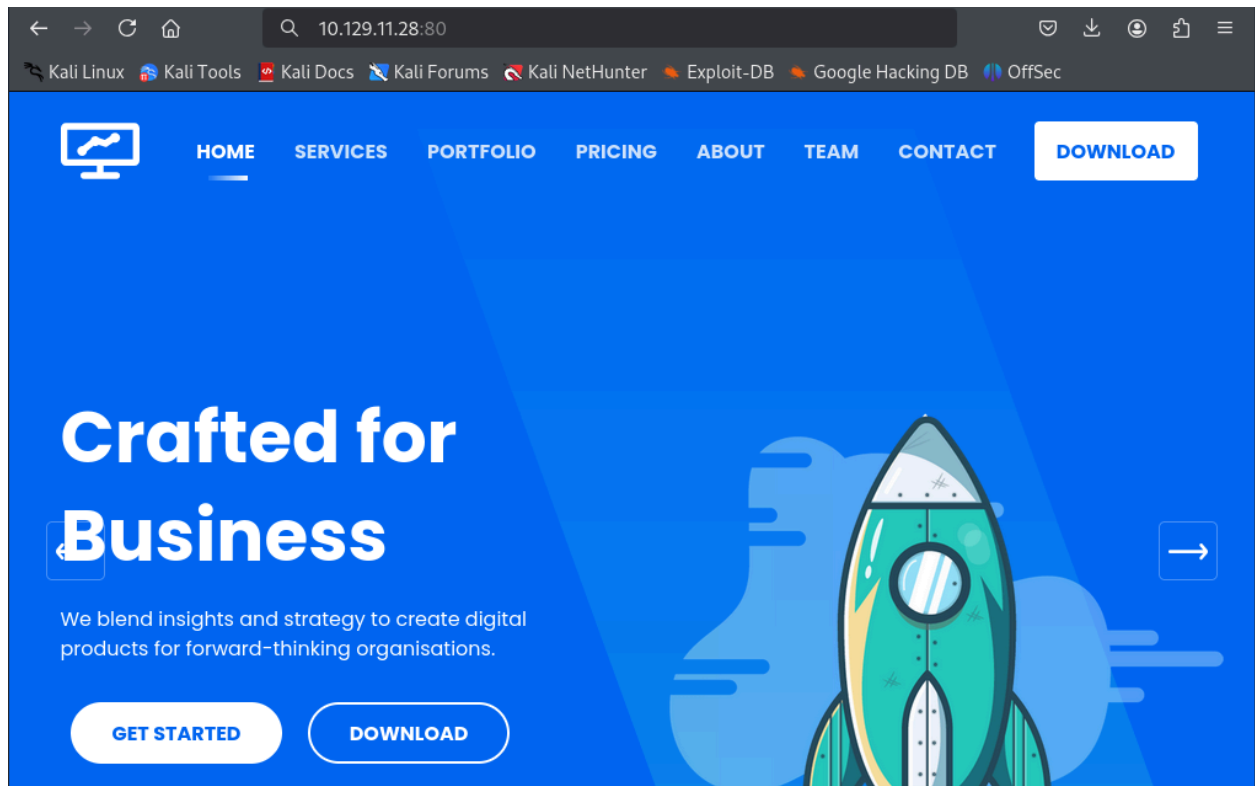 10.129.11.28:80
Kali Linux Kali Tools Kali Docs Kali Forums Kali NetHunter Exploit-DB Google Hacking DB OffSec
HOME SERVICES PORTFOLIO PRICING ABOUT TEAM CONTACT DOWNLOAD
Crafted for
Business
We blend insights and strategy to create digital
products for forward-thinking organisations.
GET STARTED DOWNLOAD